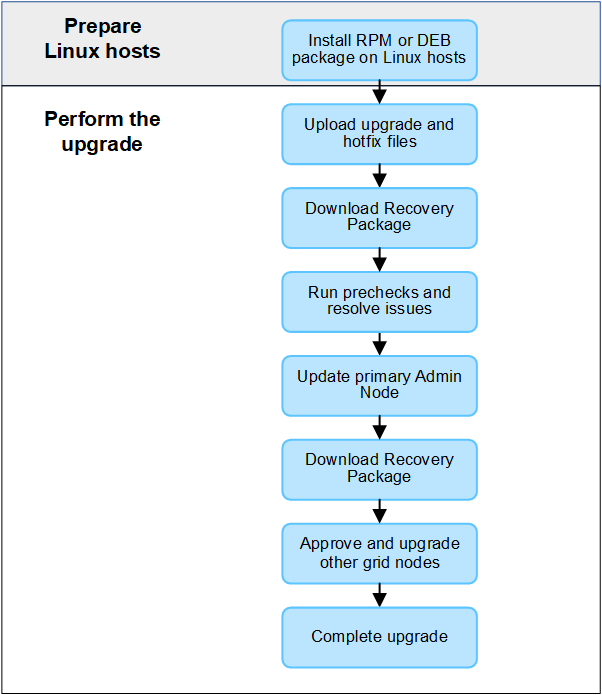 Prepare
Linux hosts
Install RPM or DEB
package on Linux hosts
Perform the
upgrade
Upload upgrade and
hotfix files
Download Recovery
Package
Run prechecks and
resolve issues
Update primary Admin
Node
Download Recovery
Package
Approve and upgrade
other grid nodes
Complete upgrade